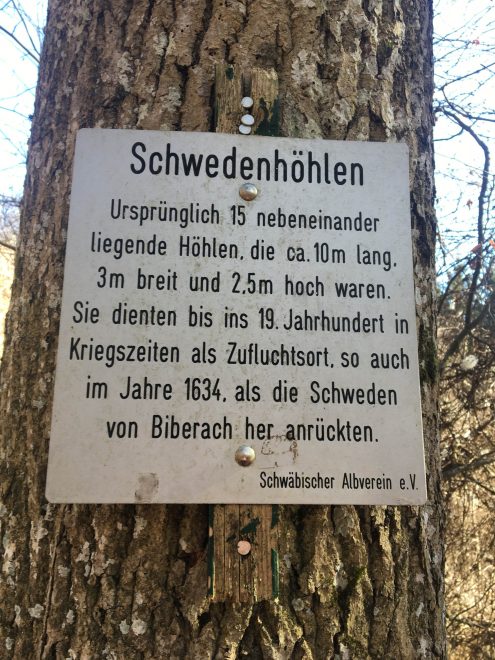 Schwedenhöhlen
Ursprünglich 15 nebeneinander
liegende Höhlen, die ca. 10m lang,
3m breit und 2,5m hoch waren.
Sie dienten bis ins 19. Jahrhundert in
Kriegszeiten als Zufluchtsort, so auch
im Jahre 1634, als die Schweden
von Biberach her anrückten.
Schwäbischer Albverein e.V.